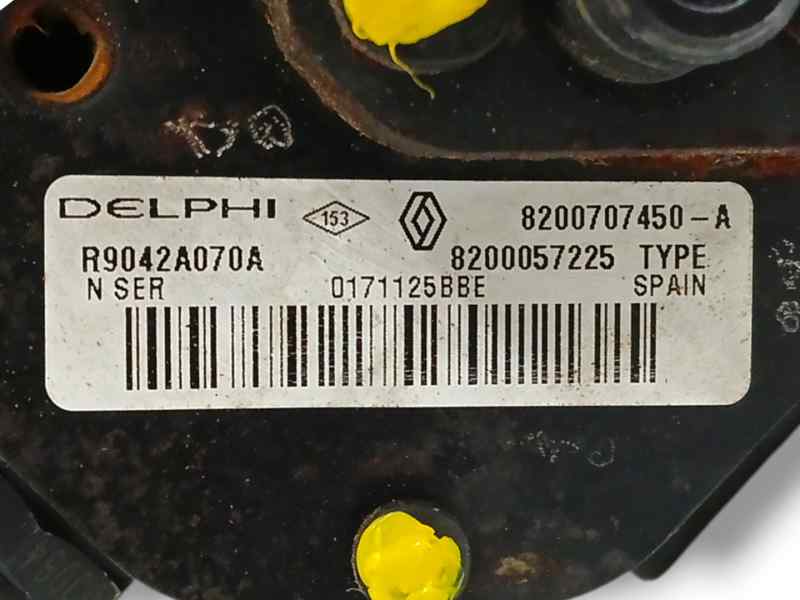 DELPHI 153 8200707450-A
R9042A070A 8200057225 TYPE
N SER 0171125BBE SPAIN